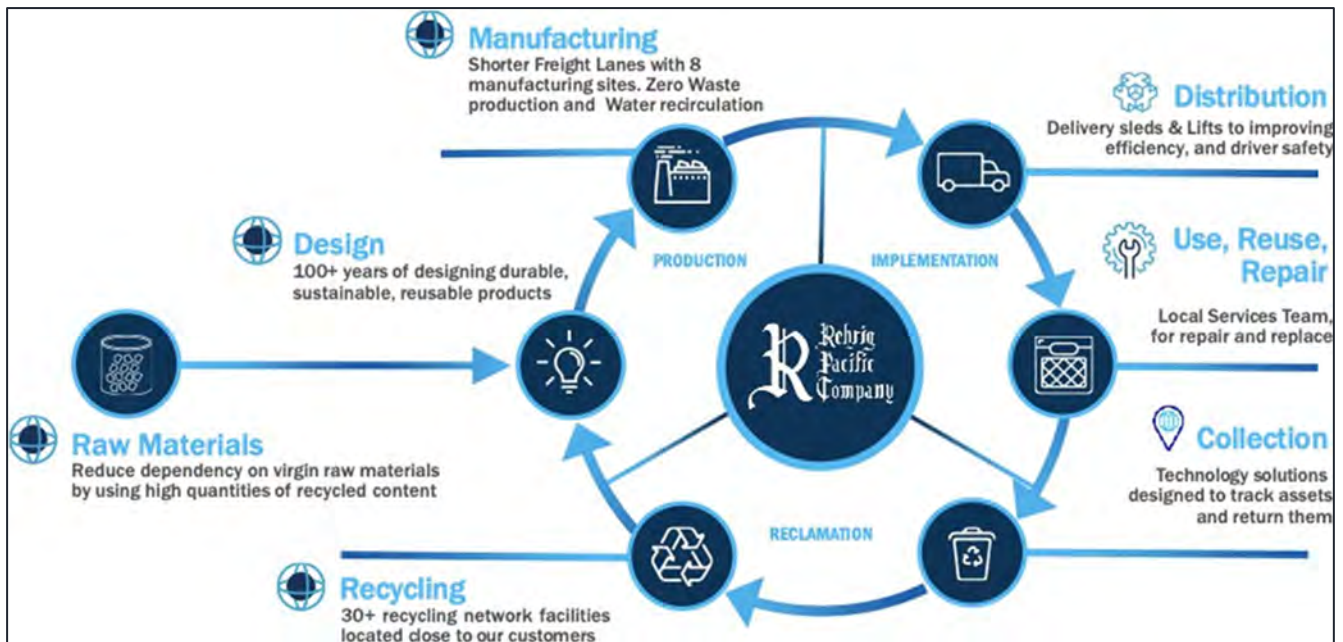 Manufacturing
Shorter Freight Lanes with 8
manufacturing sites. Zero Waste
production and Water recirculation
Distribution
Delivery sleds & Lifts to improving
efficiency, and driver safety
Design
100+ years of designing durable,
sustainable, reusable products
PRODUCTION
IMPLEMENTATION
Use, Reuse,
Repair
Local Services Team,
for repair and replace
R Rehrig
Pacific
Company
Raw Materials
Reduce dependency on virgin raw materials
by using high quantities of recycled content
Collection
Technology solutions
designed to track assets
and return them
RECLAMATION
Recycling
30+ recycling network facilities
located close to our customers